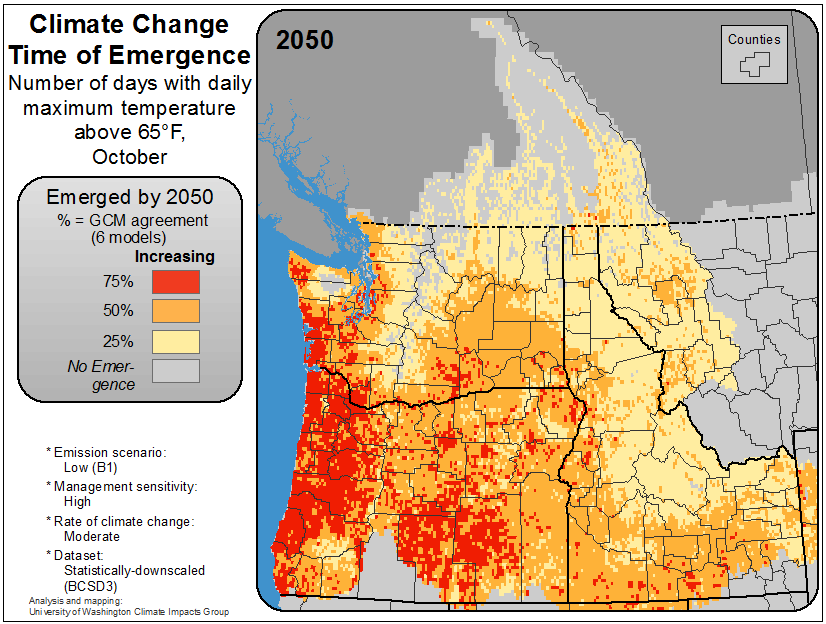 Climate Change
Time of Emergence
Number of days with daily
maximum temperature
above 65°F,
October
2050
Counties
Emerged by 2050
% = GCM agreement
(6 models)
Increasing
75%
50%
25%
No Emer-
gence
* Emission scenario:
Low (B1)
* Management sensitivity:
High
* Rate of climate change:
Moderate
* Dataset:
Statistically-downscaled
(BCSD3)
Analysis and mapping:
University of Washington Climate Impacts Group